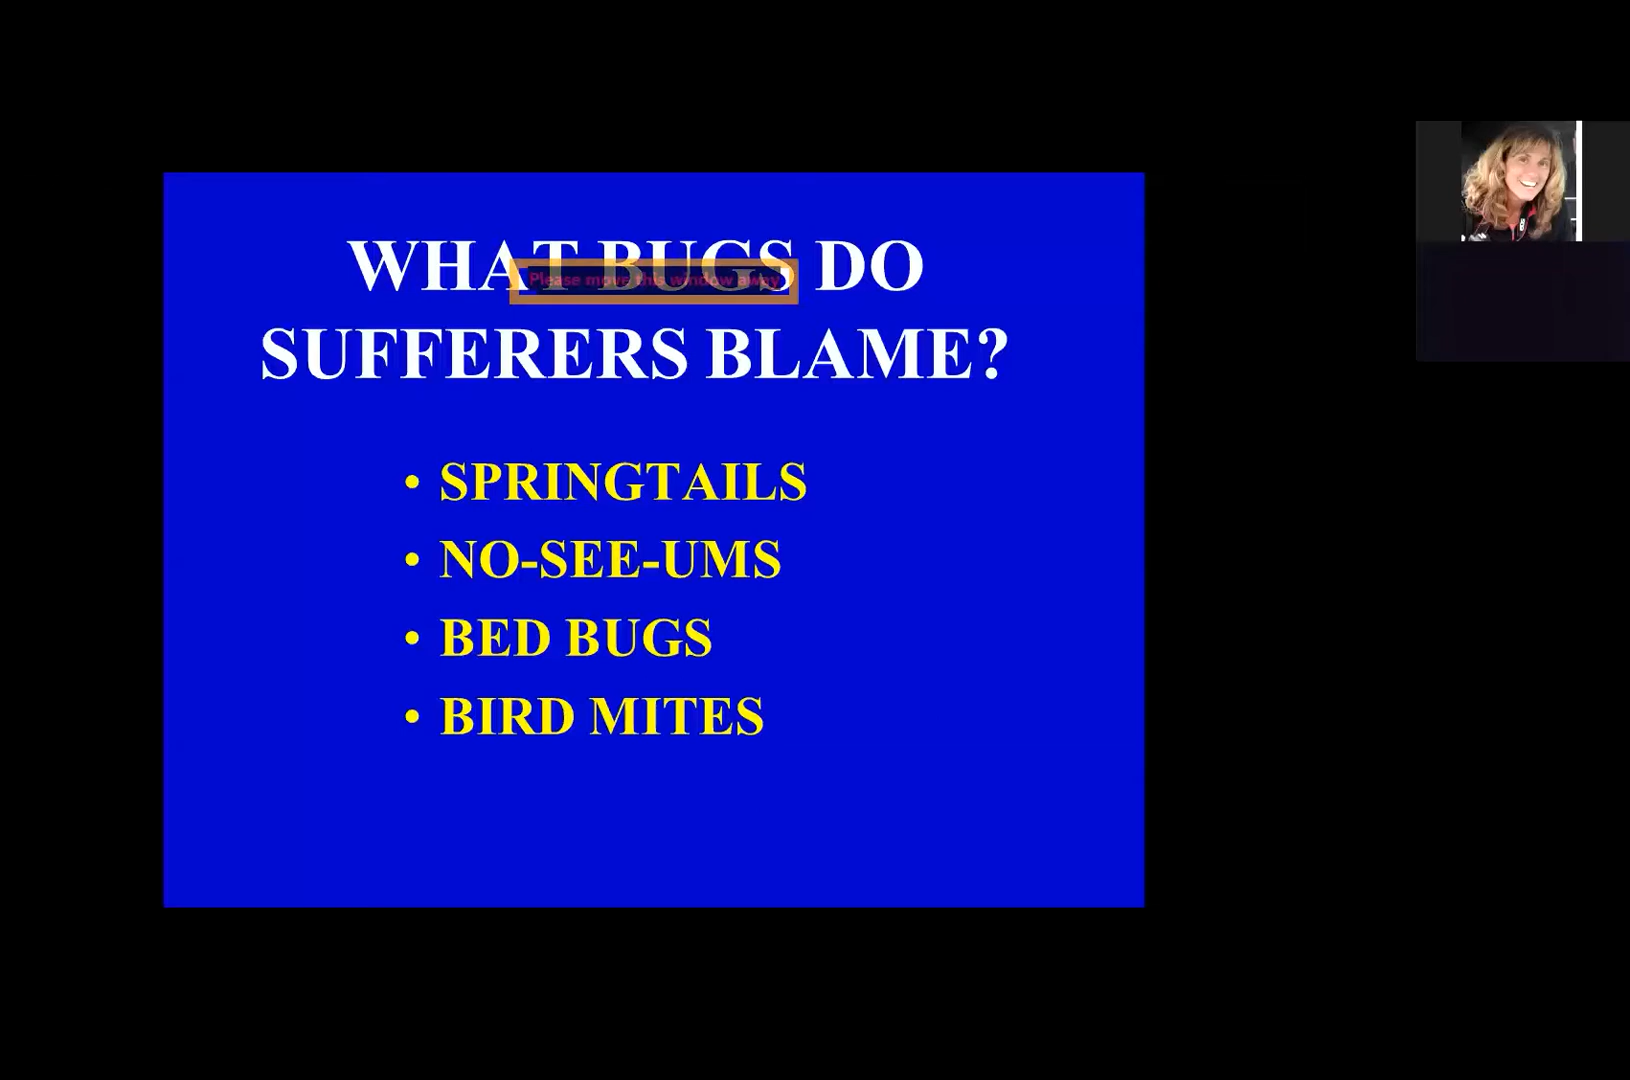 WHAT BUGS DO
Please move this window away
SUFFERERS BLAME?
• SPRINGTAILS
• NO-SEE-UMS
• BED BUGS
• BIRD MITES